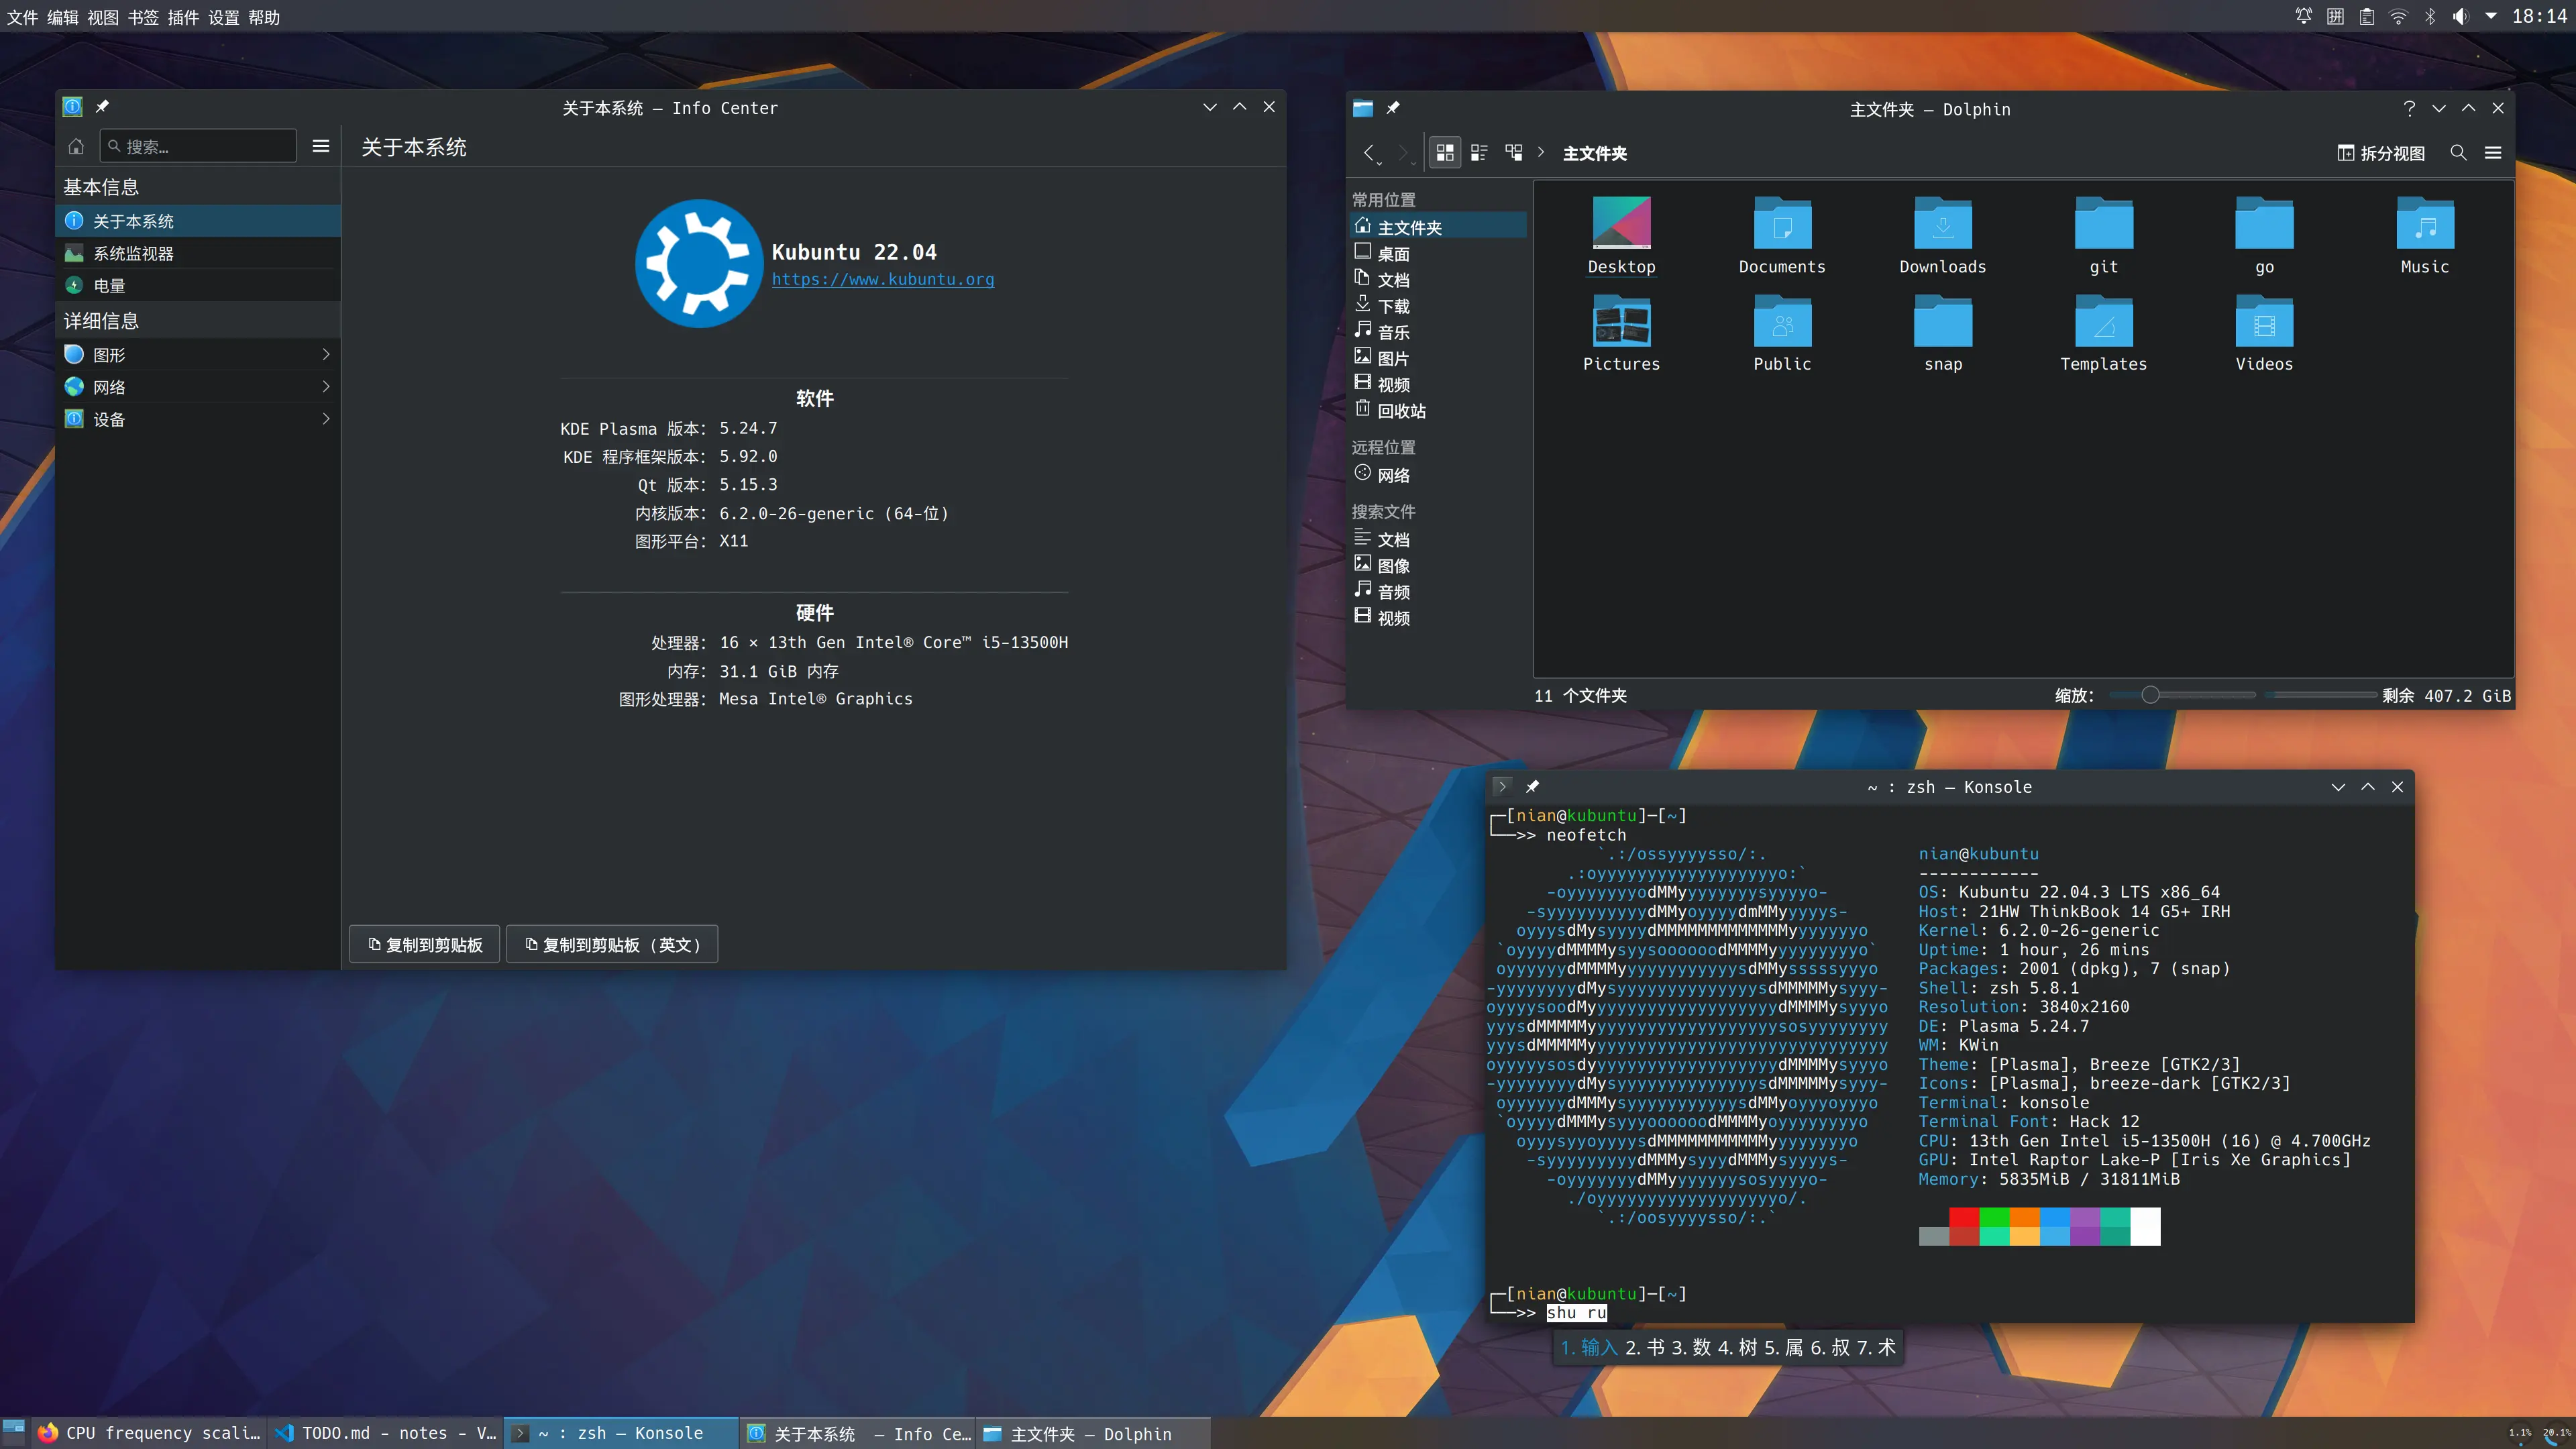 文件 编辑 视图 书签 插件 设置 帮助
拼
18:14
关于本系统 — Info Center
搜索...
关于本系统
基本信息
关于本系统
系统监视器
电量
详细信息
图形
网络
设备
Kubuntu 22.04
https://www.kubuntu.org
软件
KDE Plasma 版本： 5.24.7
KDE 程序框架版本： 5.92.0
Qt 版本： 5.15.3
内核版本： 6.2.0-26-generic (64-位)
图形平台： X11
硬件
处理器： 16 × 13th Gen Intel® Core™ i5-13500H
内存： 31.1 GiB 内存
图形处理器： Mesa Intel® Graphics
复制到剪贴板
复制到剪贴板（英文）
主文件夹 — Dolphin
主文件夹
拆分视图
常用位置
主文件夹
桌面
文档
下载
音乐
图片
视频
回收站
远程位置
网络
搜索文件
文档
图像
音频
视频
Desktop Documents Downloads git go Music
Pictures Public snap Templates Videos
11 个文件夹
缩放：
剩余 407.2 GiB
~ : zsh — Konsole
┌─[nian@kubuntu]─[~]
└──>> neofetch
nian@kubuntu
------------
OS: Kubuntu 22.04.3 LTS x86_64
Host: 21HW ThinkBook 14 G5+ IRH
Kernel: 6.2.0-26-generic
Uptime: 1 hour, 26 mins
Packages: 2001 (dpkg), 7 (snap)
Shell: zsh 5.8.1
Resolution: 3840x2160
DE: Plasma 5.24.7
WM: KWin
Theme: [Plasma], Breeze [GTK2/3]
Icons: [Plasma], breeze-dark [GTK2/3]
Terminal: konsole
Terminal Font: Hack 12
CPU: 13th Gen Intel i5-13500H (16) @ 4.700GHz
GPU: Intel Raptor Lake-P [Iris Xe Graphics]
Memory: 5835MiB / 31811MiB
┌─[nian@kubuntu]─[~]
└──>> shu ru
1. 输入 2. 书 3. 数 4. 树 5. 属 6. 叔 7. 术
CPU frequency scali...
TODO.md - notes - V...
~ : zsh — Konsole
关于本系统 — Info Ce...
主文件夹 — Dolphin
1.1%
20.1%